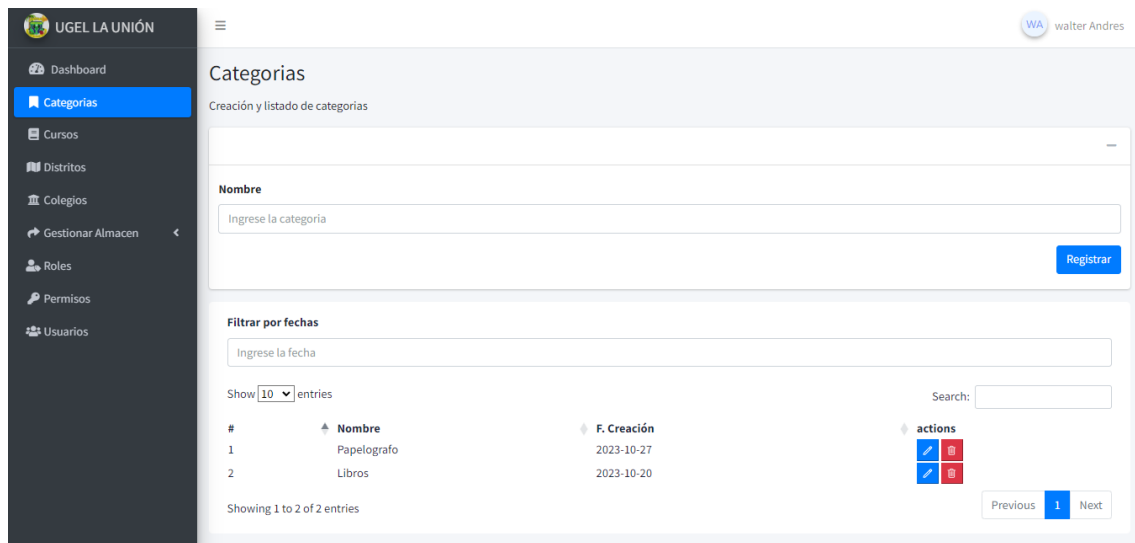 UGEL LA UNIÓN
WA walter Andres
Dashboard
Categorias
Cursos
Distritos
Colegios
Gestionar Almacen
Roles
Permisos
Usuarios
Categorias
Creación y listado de categorias
Nombre
Ingrese la categoria
Registrar
Filtrar por fechas
Ingrese la fecha
Show 10 entries
Search:
# Nombre F. Creación actions
1 Papelografo 2023-10-27
2 Libros 2023-10-20
Showing 1 to 2 of 2 entries
Previous 1 Next